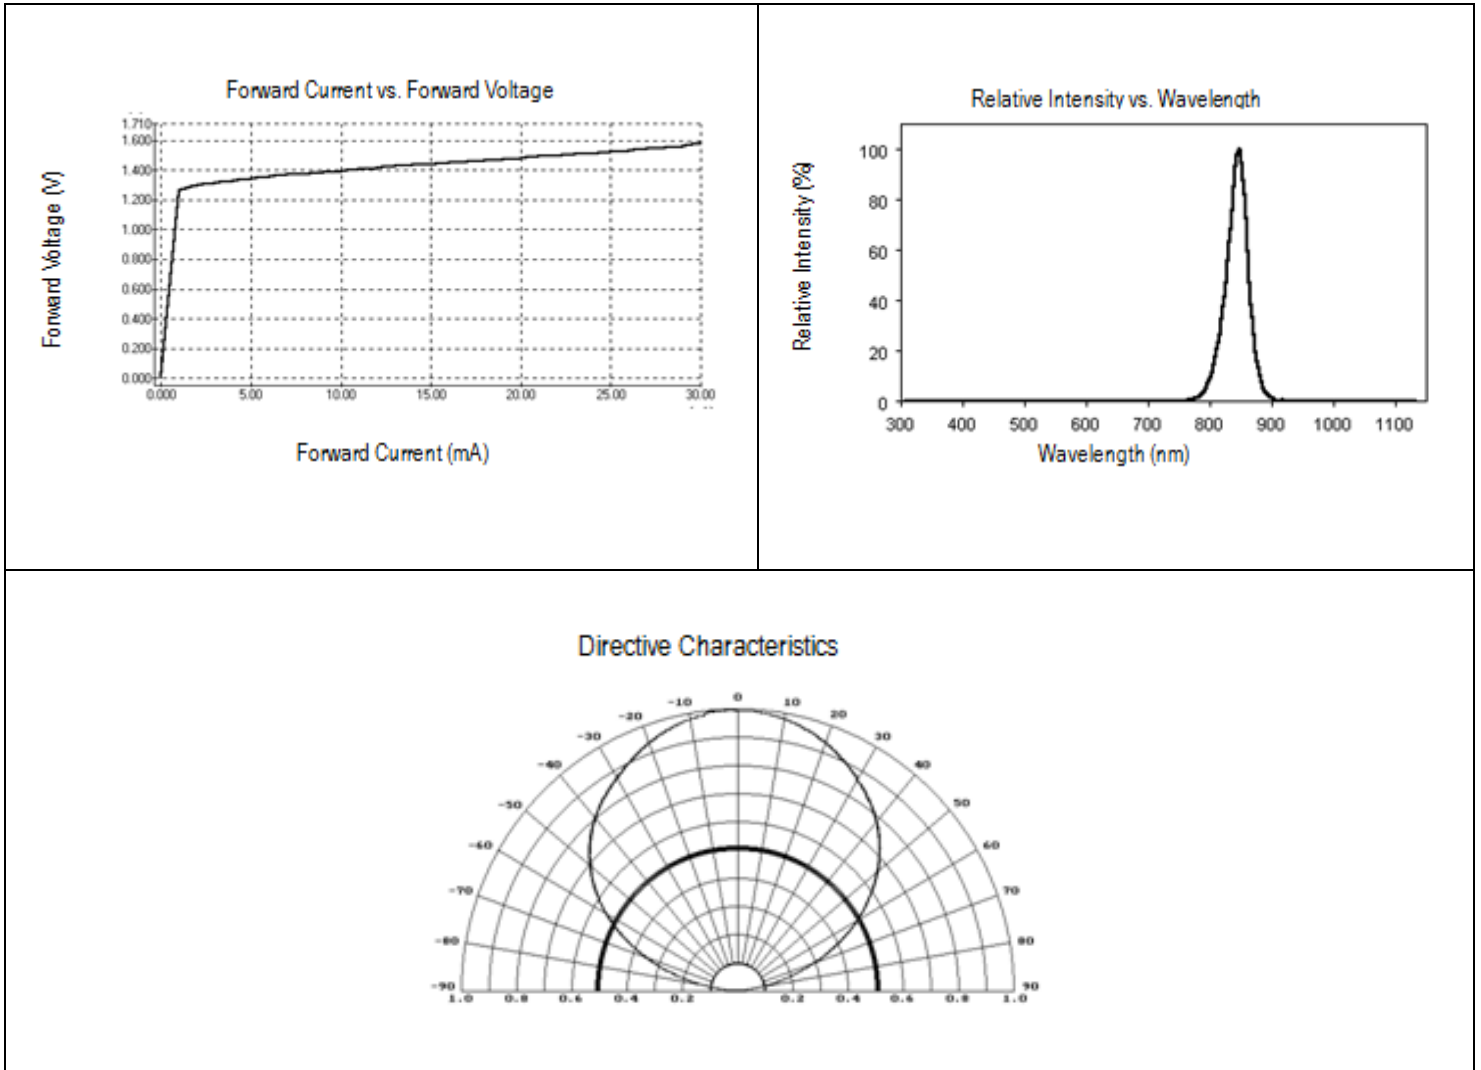 Forward Current vs. Forward Voltage
Forward Voltage (V)
1.710
1.600
1.400
1.200
1.000
0.800
0.600
0.400
0.200
0.000
0.000 5.00 10.00 15.00 20.00 25.00 30.00
Forward Current (mA)
Relative Intensity vs. Wavelength
Relative Intensity (%)
100
80
60
40
20
0
300 400 500 600 700 800 900 1000 1100
Wavelength (nm)
Directive Characteristics
-10 0 10
-20 20
-30 30
-40 40
-50 50
-60 60
-70 70
-80 80
-90 90
1.0 0.8 0.6 0.4 0.2 0.2 0.4 0.6 0.8 1.0